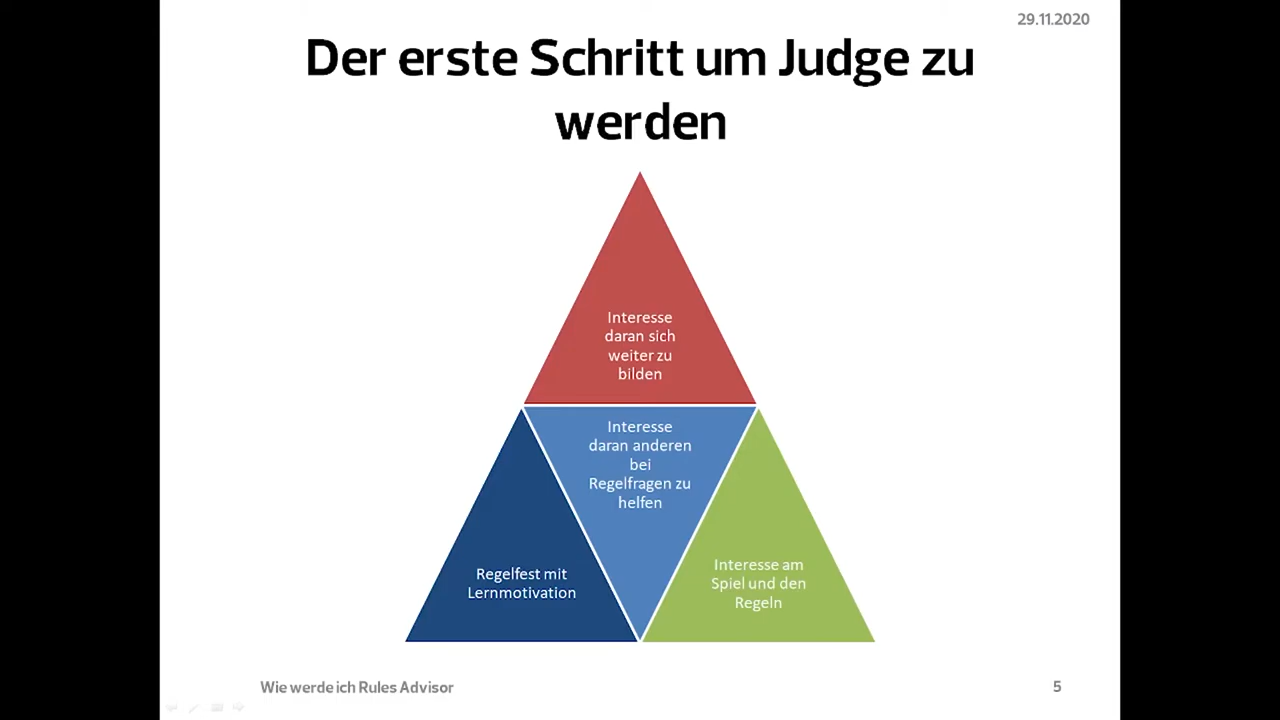 29.11.2020
Der erste Schritt um Judge zu
werden
Interesse
daran sich
weiter zu
bilden
Interesse
daran anderen
bei
Regelfragen zu
helfen
Regelfest mit
Lernmotivation
Interesse am
Spiel und den
Regeln
Wie werde ich Rules Advisor
5